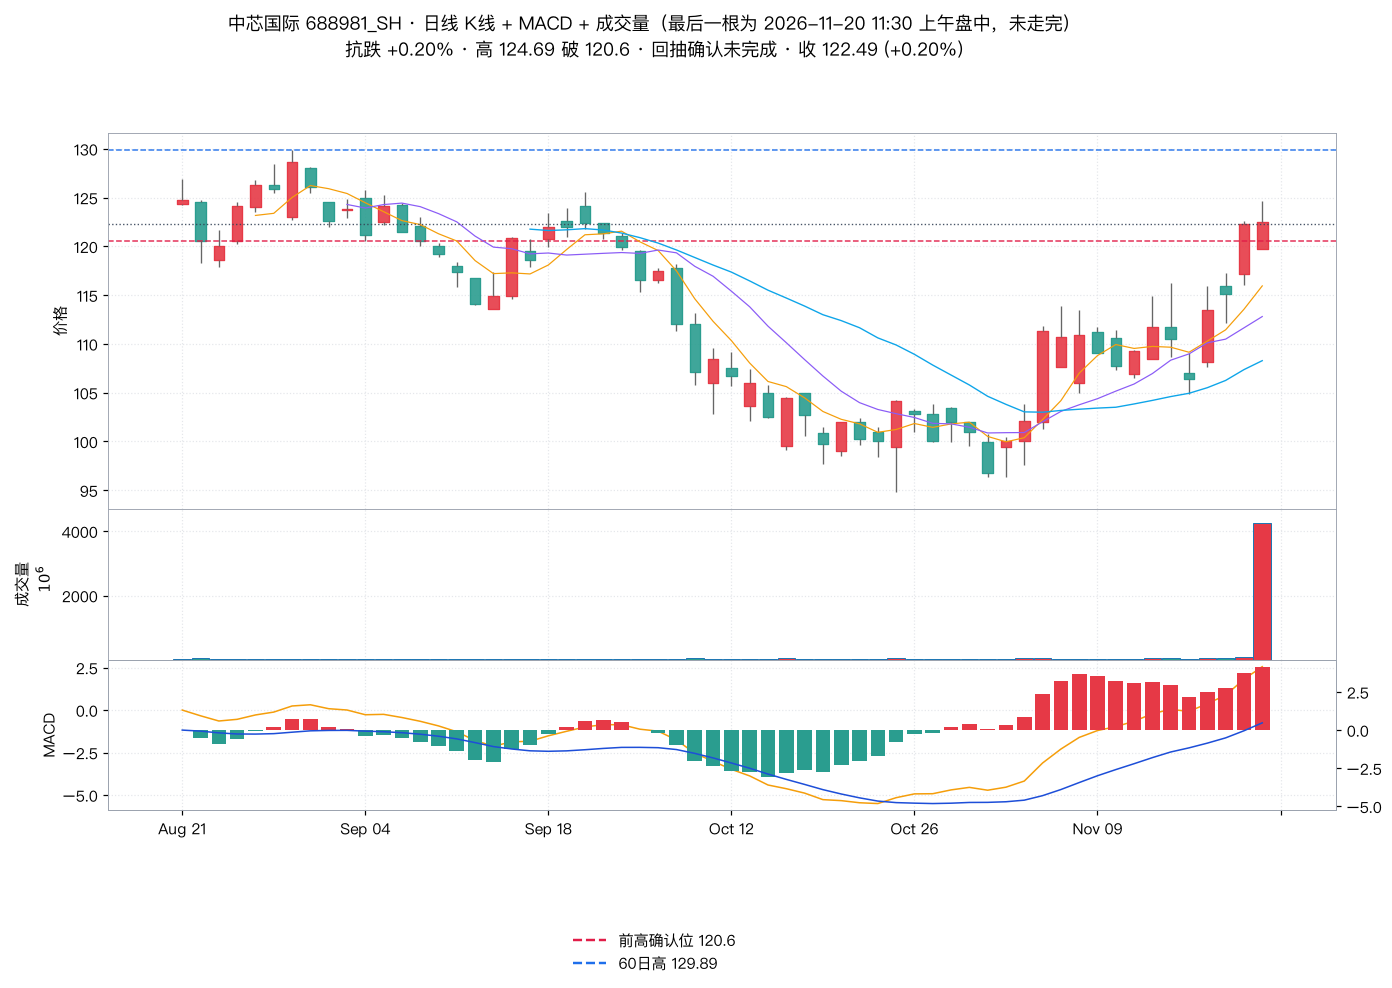 中芯国际 688981_SH · 日线 K线 + MACD + 成交量（最后一根为 2026−11−20 11:30 上午盘中，未走完）
抗跌 +0.20% · 高 124.69 破 120.6 · 回抽确认未完成 · 收 122.49 (+0.20%)
130
125
120
115
110
105
100
95
价格
4000
2000
成交量
10⁶
2.5
0.0
−2.5
−5.0
MACD
2.5
0.0
−2.5
−5.0
Aug 21
Sep 04
Sep 18
Oct 12
Oct 26
Nov 09
前高确认位 120.6
60日高 129.89